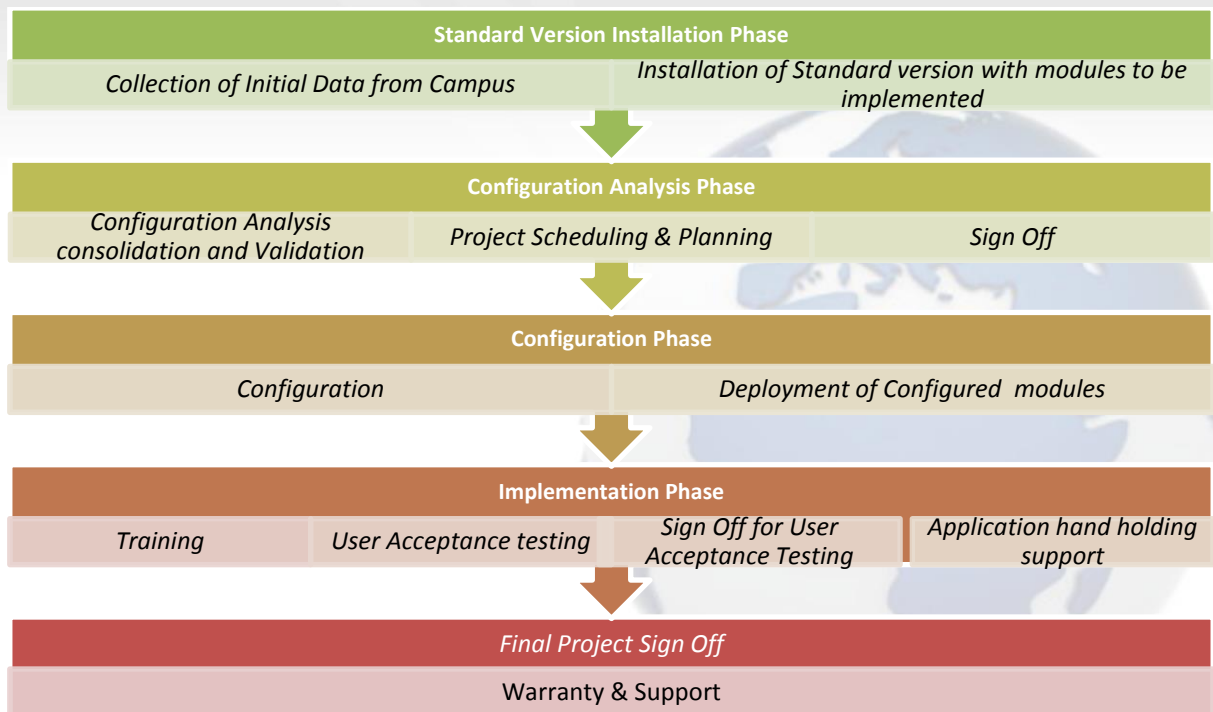 Standard Version Installation Phase
Collection of Initial Data from Campus
Installation of Standard version with modules to be
implemented
Configuration Analysis Phase
Configuration Analysis
consolidation and Validation
Project Scheduling & Planning
Sign Off
Configuration Phase
Configuration
Deployment of Configured  modules
Implementation Phase
Training
User Acceptance testing
Sign Off for User
Acceptance Testing
Application hand holding
support
Final Project Sign Off
Warranty & Support